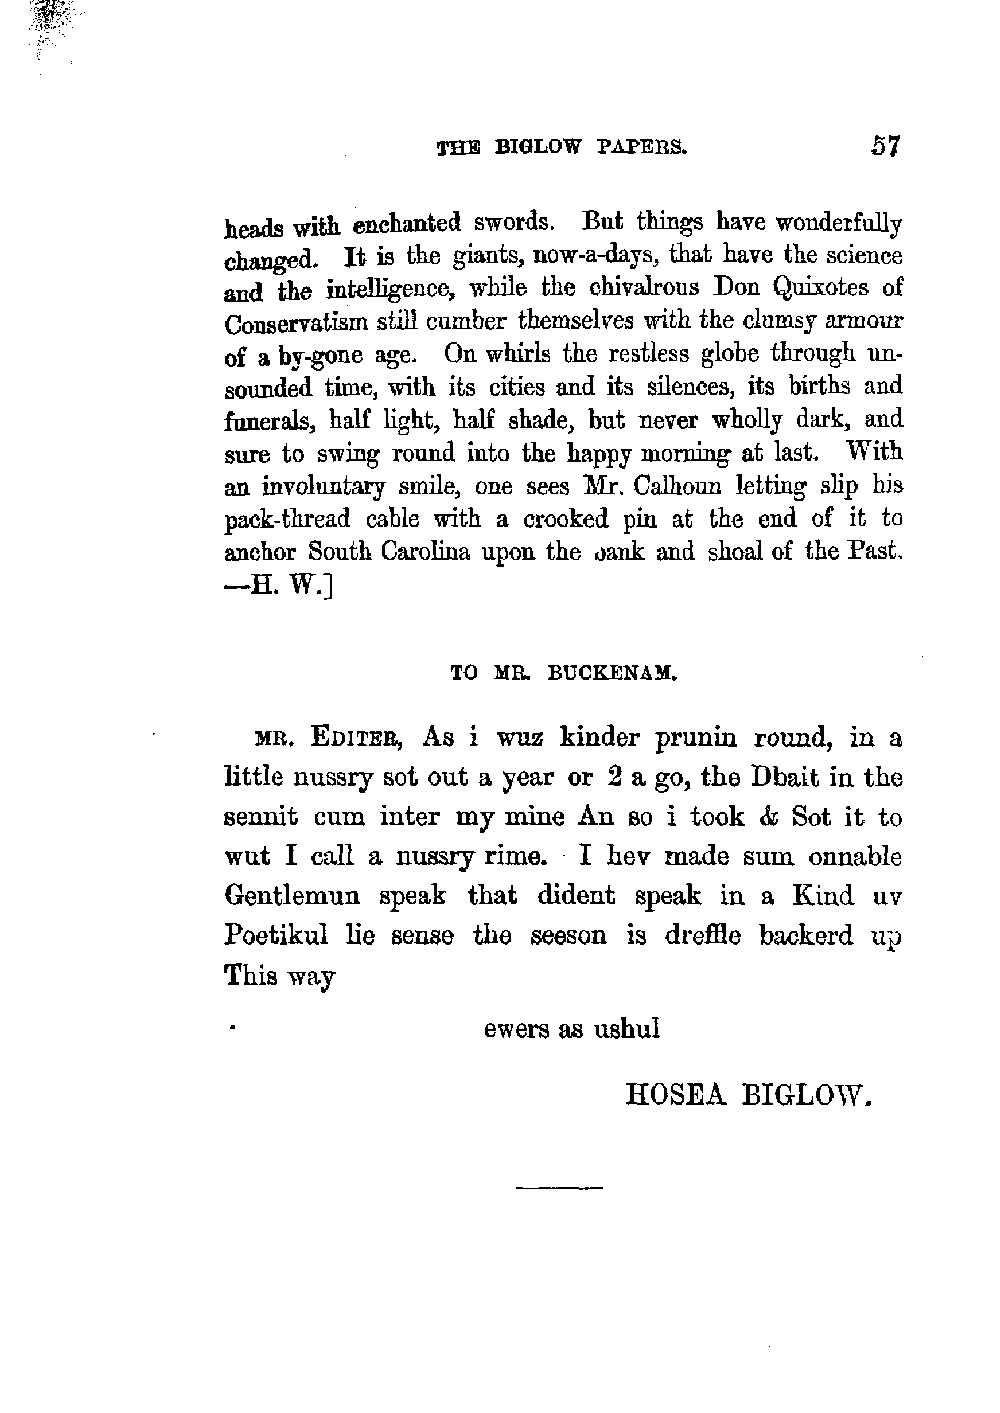 THE BIGLOW PAPERS. 57
heads with enchanted swords. But things have wonderfully
changed. It is the giants, now-a-days, that have the science
and the intelligence, while the chivalrous Don Quixotes of
Conservatism still cumber themselves with the clumsy armour
of a by-gone age. On whirls the restless globe through un-
sounded time, with its cities and its silences, its births and
funerals, half light, half shade, but never wholly dark, and
sure to swing round into the happy morning at last. With
an involuntary smile, one sees Mr. Calhoun letting slip his
pack-thread cable with a crooked pin at the end of it to
anchor South Carolina upon the bank and shoal of the Past.
—H. W.]
TO MR. BUCKENAM.
MR. EDITER, As i wuz kinder prunin round, in a
little nussry sot out a year or 2 a go, the Dbait in the
sennit cum inter my mine An so i took & Sot it to
wut I call a nussry rime. I hev made sum onnable
Gentlemun speak that dident speak in a Kind uv
Poetikul lie sense the seeson is dreffle backerd up
This way
ewers as ushul
HOSEA BIGLOW.